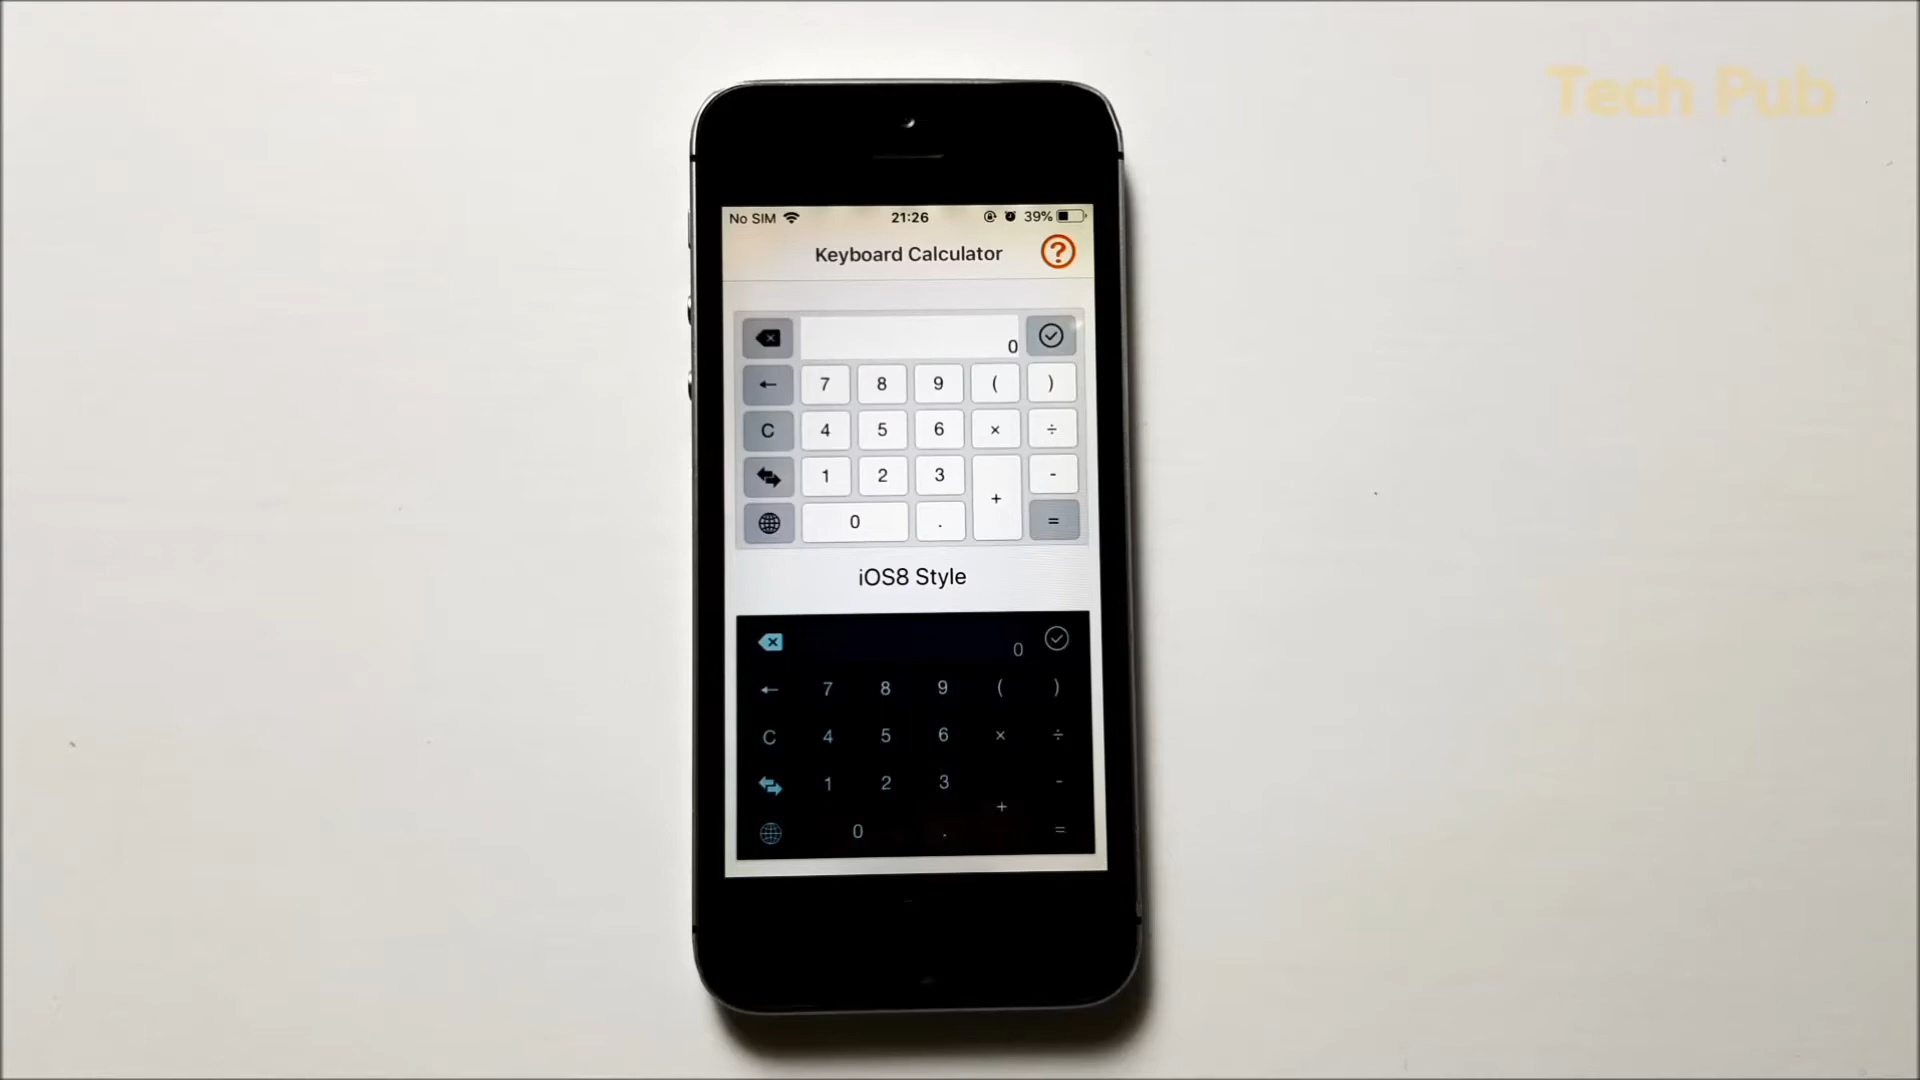 Tech Pub
No SIM 21:26 39%
Keyboard Calculator ?
0
7 8 9 ( )
C 4 5 6 × ÷
1 2 3 -
+
0 . =
iOS8 Style
0
← 7 8 9 ( )
C 4 5 6 × ÷
1 2 3 -
+
0 . =